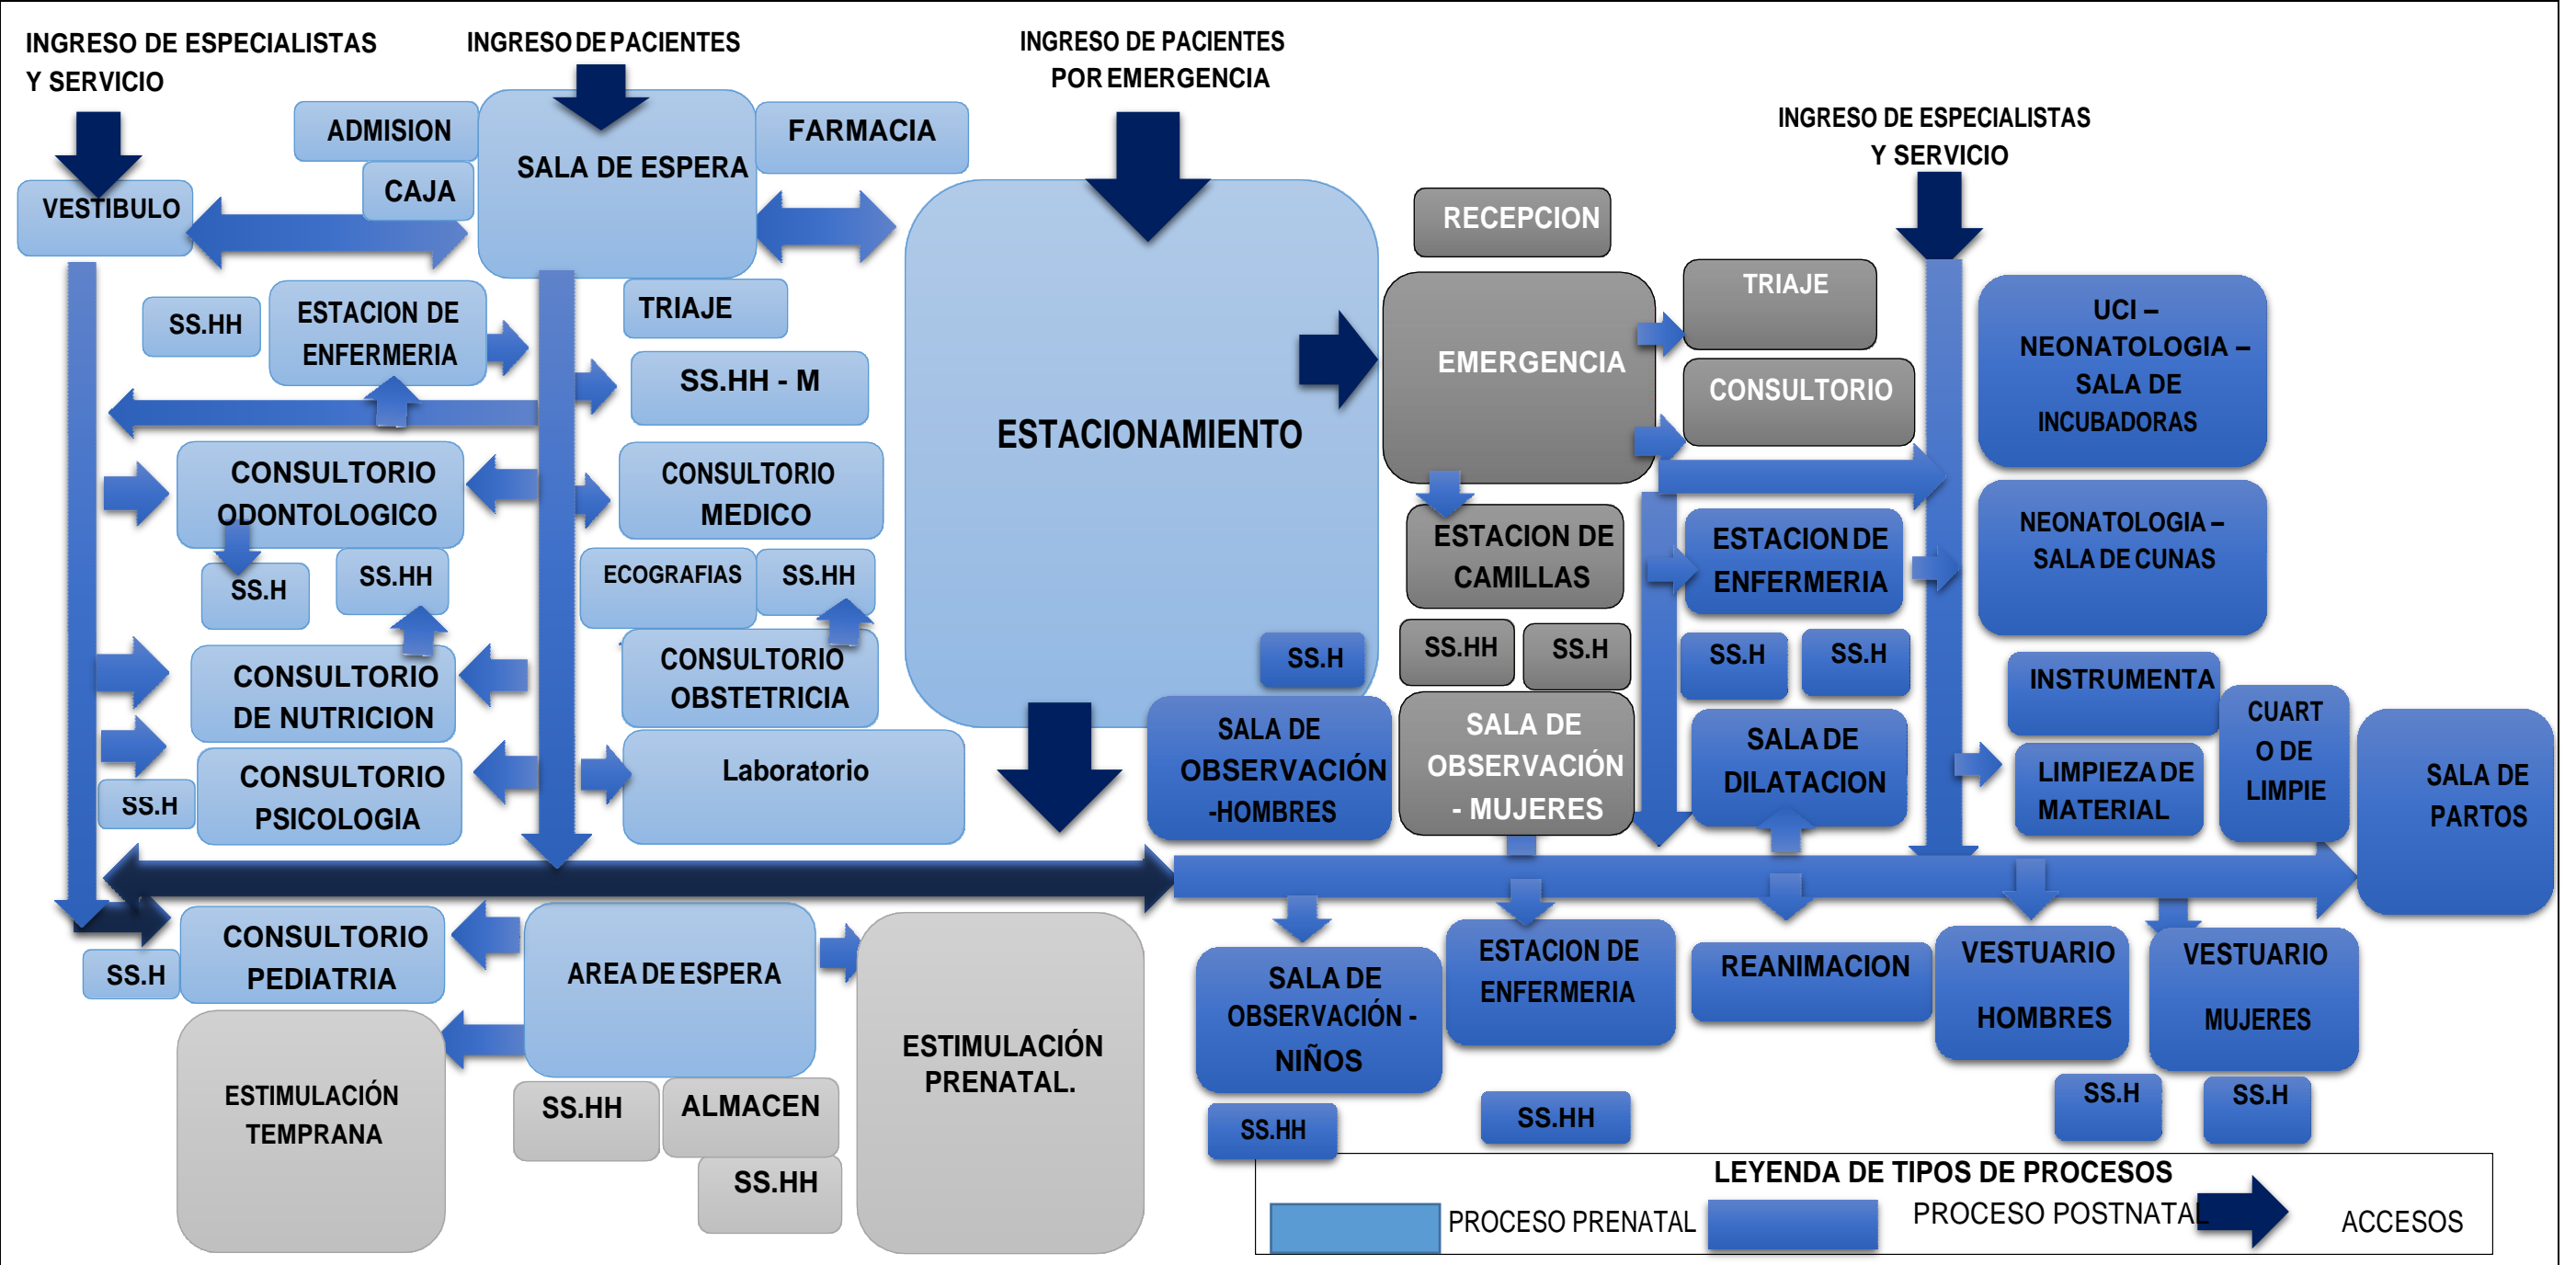 INGRESO DE ESPECIALISTAS
Y SERVICIO
INGRESO DE PACIENTES
INGRESO DE PACIENTES
POR EMERGENCIA
INGRESO DE ESPECIALISTAS
Y SERVICIO
ADMISION
CAJA
SALA DE ESPERA
FARMACIA
VESTIBULO
RECEPCION
SS.HH
ESTACION DE
ENFERMERIA
TRIAJE
SS.HH - M
ESTACIONAMIENTO
EMERGENCIA
TRIAJE
CONSULTORIO
UCI –
NEONATOLOGIA –
SALA DE
INCUBADORAS
CONSULTORIO
ODONTOLOGICO
CONSULTORIO
MEDICO
SS.H
SS.HH
ECOGRAFIAS
SS.HH
ESTACION DE
CAMILLAS
ESTACION DE
ENFERMERIA
NEONATOLOGIA –
SALA DE CUNAS
CONSULTORIO
DE NUTRICION
CONSULTORIO
OBSTETRICIA
SS.H
SS.HH
SS.H
SS.H
SS.H
INSTRUMENTA
CUART
O DE
LIMPIE
SS.H
CONSULTORIO
PSICOLOGIA
Laboratorio
SALA DE
OBSERVACIÓN
-HOMBRES
SALA DE
OBSERVACIÓN
- MUJERES
SALA DE
DILATACION
LIMPIEZA DE
MATERIAL
SALA DE
PARTOS
SS.H
CONSULTORIO
PEDIATRIA
AREA DE ESPERA
ESTIMULACIÓN
PRENATAL.
SALA DE
OBSERVACIÓN -
NIÑOS
ESTACION DE
ENFERMERIA
REANIMACION
VESTUARIO
HOMBRES
VESTUARIO
MUJERES
ESTIMULACIÓN
TEMPRANA
SS.HH
ALMACEN
SS.HH
SS.HH
SS.HH
SS.H
SS.H
LEYENDA DE TIPOS DE PROCESOS
PROCESO PRENATAL
PROCESO POSTNATAL
ACCESOS